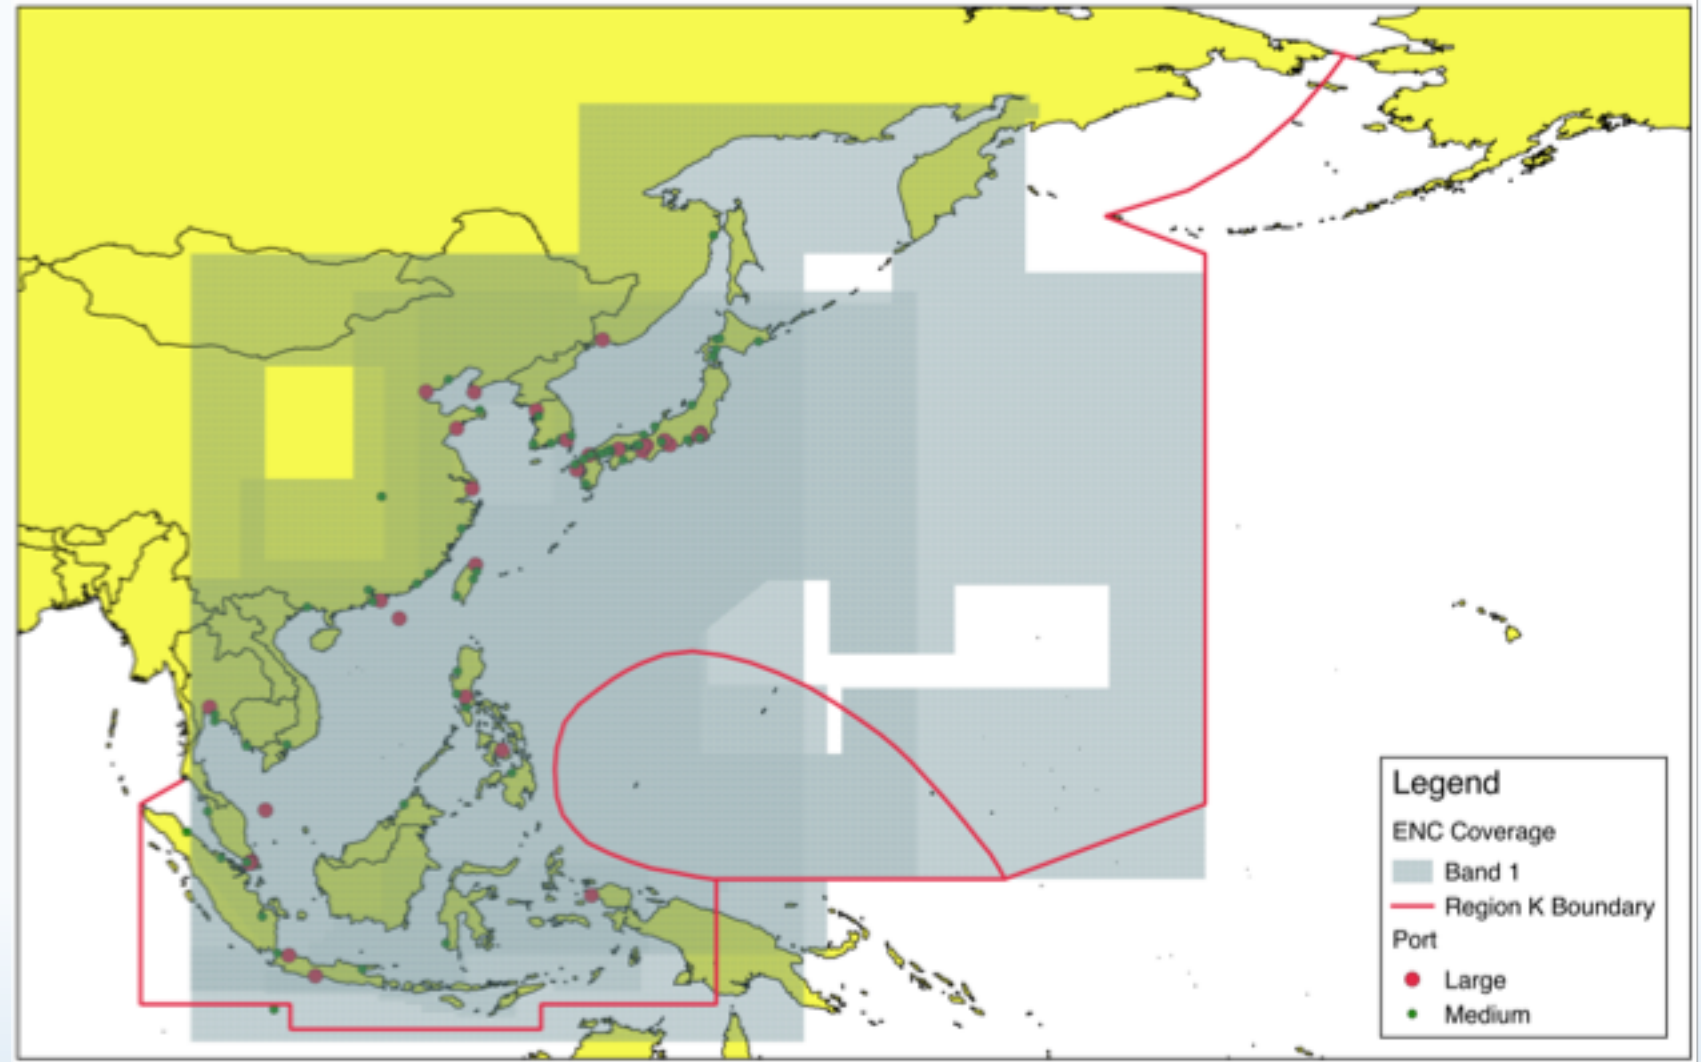 Legend
ENC Coverage
Band 1
Region K Boundary
Port
Large
Medium